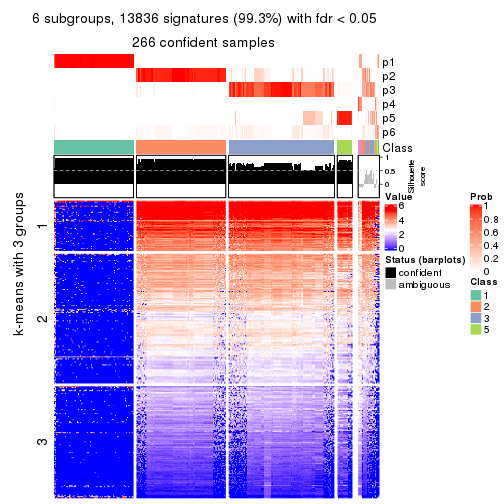 6 subgroups, 13836 signatures (99.3%) with fdr < 0.05
266 confident samples
p1
p2
p3
p4
p5
p6
Class
1
0.5
0
Silhouette
score
k-means with 3 groups
1
2
3
Value
6
4
2
0
Status (barplots)
confident
ambiguous
Prob
1
0.8
0.6
0.4
0.2
0
Class
1
2
3
5